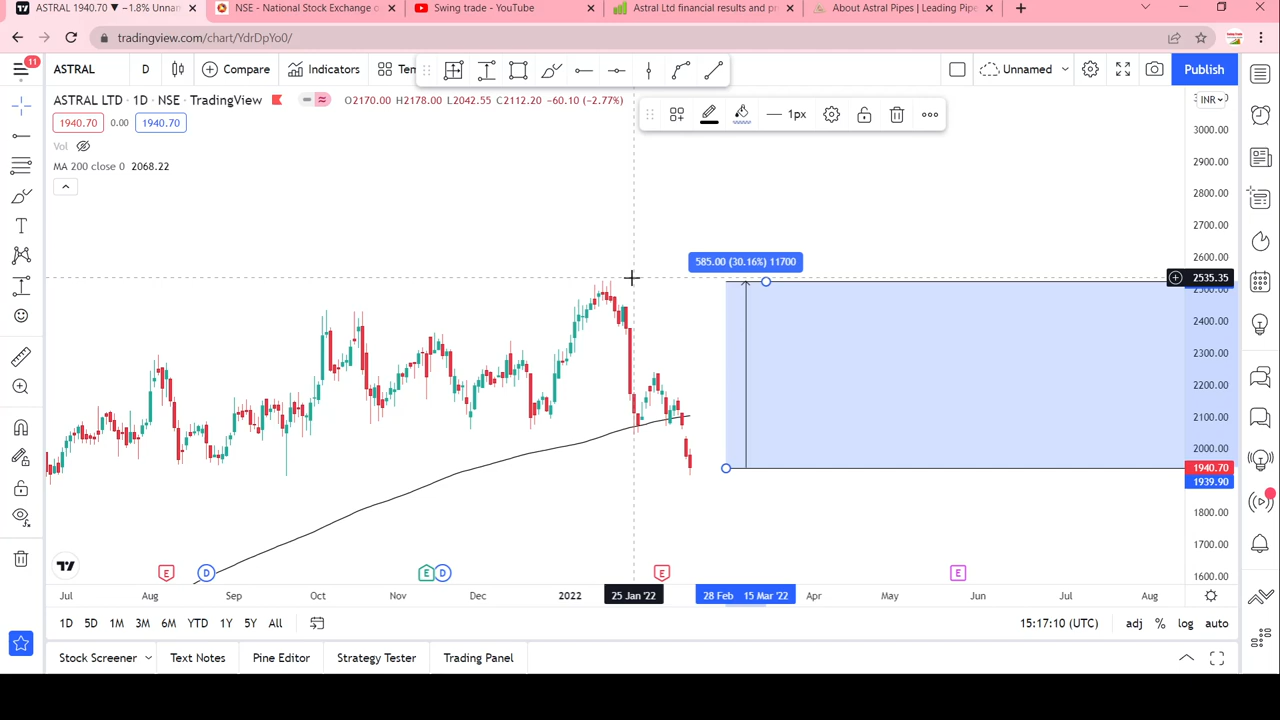 ASTRAL 1940.70 ▼ −1.8% Unnan
NSE - National Stock Exchange o
Swing trade - YouTube
Astral Ltd financial results and pr
About Astral Pipes | Leading Pipe
tradingview.com/chart/YdrDpYo0/
11
ASTRAL
D
Compare
Indicators
Tem
Unnamed
Publish
ASTRAL LTD · 1D · NSE · TradingView
O2170.00 H2178.00 L2042.55 C2112.20 −60.10 (−2.77%)
1px
INR
1940.70
0.00
1940.70
Vol
MA 200 close 0 2068.22
3000.00
2900.00
2800.00
2700.00
2600.00
585.00 (30.16%) 11700
2535.35
2500.00
2400.00
2300.00
2200.00
2100.00
2000.00
1940.70
1939.90
1800.00
1700.00
1600.00
E
D
E
D
E
E
Jul
Aug
Sep
Oct
Nov
Dec
2022
25 Jan '22
28 Feb
15 Mar '22
Apr
May
Jun
Jul
Aug
1D
5D
1M
3M
6M
YTD
1Y
5Y
All
15:17:10 (UTC)
adj
%
log
auto
Stock Screener
Text Notes
Pine Editor
Strategy Tester
Trading Panel